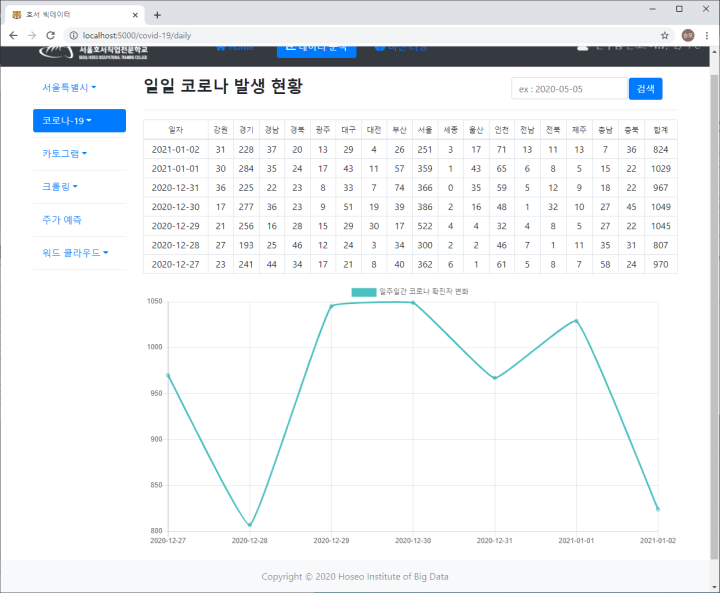 호서 빅데이터
localhost:5000/covid-19/daily
서울호서직업전문학교
SEOUL HOSEO OCCUPATIONAL TRAINING COLLEGE
Home
서울특별시
코로나-19
카토그램
크롤링
주가 예측
워드 클라우드
일일 코로나 발생 현황
ex : 2020-05-05
검색
일자 강원 경기 경남 경북 광주 대구 대전 부산 서울 세종 울산 인천 전남 전북 제주 충남 충북 합계
2021-01-02 31 228 37 20 13 29 4 26 251 3 17 71 13 11 13 7 36 824
2021-01-01 30 284 35 24 17 43 11 57 359 1 43 65 6 8 5 15 22 1029
2020-12-31 36 225 22 23 8 33 7 74 366 0 35 59 5 12 9 18 22 967
2020-12-30 17 277 36 23 9 51 19 39 386 2 16 48 1 32 10 27 45 1049
2020-12-29 21 256 16 28 15 29 30 17 522 4 4 32 4 8 5 27 22 1045
2020-12-28 27 193 25 46 12 24 3 34 300 2 2 46 7 1 11 35 31 807
2020-12-27 23 241 44 34 17 21 8 40 362 6 1 61 5 8 7 58 24 970
일주일간 코로나 확진자 변화
1050
1000
950
900
850
800
2020-12-27 2020-12-28 2020-12-29 2020-12-30 2020-12-31 2021-01-01 2021-01-02
Copyright © 2020 Hoseo Institute of Big Data